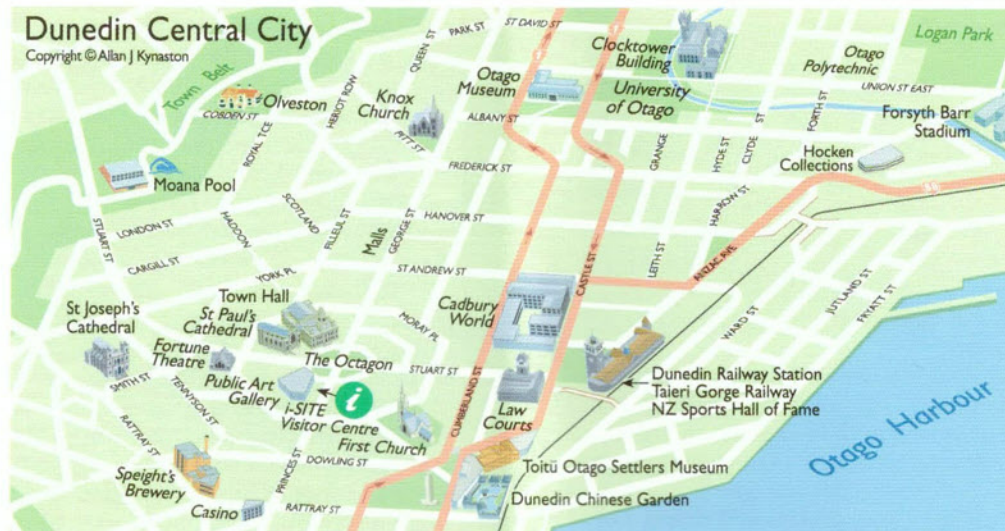 Dunedin Central City
Copyright © Allan J Kynaston
Town Belt
Olveston
COBDEN ST
Moana Pool
ROYAL TCE
HERIOT ROW
QUEEN ST
PARK ST
ST DAVID ST
Knox
Church
PITT ST
Otago
Museum
ALBANY ST
FREDERICK ST
Clocktower
Building
University
of Otago
Logan Park
Otago
Polytechnic
UNION ST EAST
FORTH ST
Forsyth Barr
Stadium
GRANGE
HYDE ST
CLYDE ST
Hocken
Collections
88
STUART ST
LONDON ST
CARGILL ST
HADDON
SCOTLAND
FILLEUL ST
Malls
GEORGE ST
HANOVER ST
HARROW ST
YORK PL
ST ANDREW ST
CASTLE ST
LEITH ST
ANZAC AVE
WARD ST
JUTLAND ST
FRYATT ST
St Joseph's
Cathedral
Town Hall
St Paul's
Cathedral
Fortune
Theatre
MORAY PL
Cadbury
World
SMITH ST
TENNYSON ST
The Octagon
STUART ST
Public Art
Gallery
i
i-SITE
Visitor Centre
First Church
CUMBERLAND ST
Law
Courts
Dunedin Railway Station
Taieri Gorge Railway
NZ Sports Hall of Fame
RATTRAY ST
Speight's
Brewery
PRINCES ST
DOWLING ST
Casino
RATTRAY ST
Toitū Otago Settlers Museum
Dunedin Chinese Garden
Otago Harbour